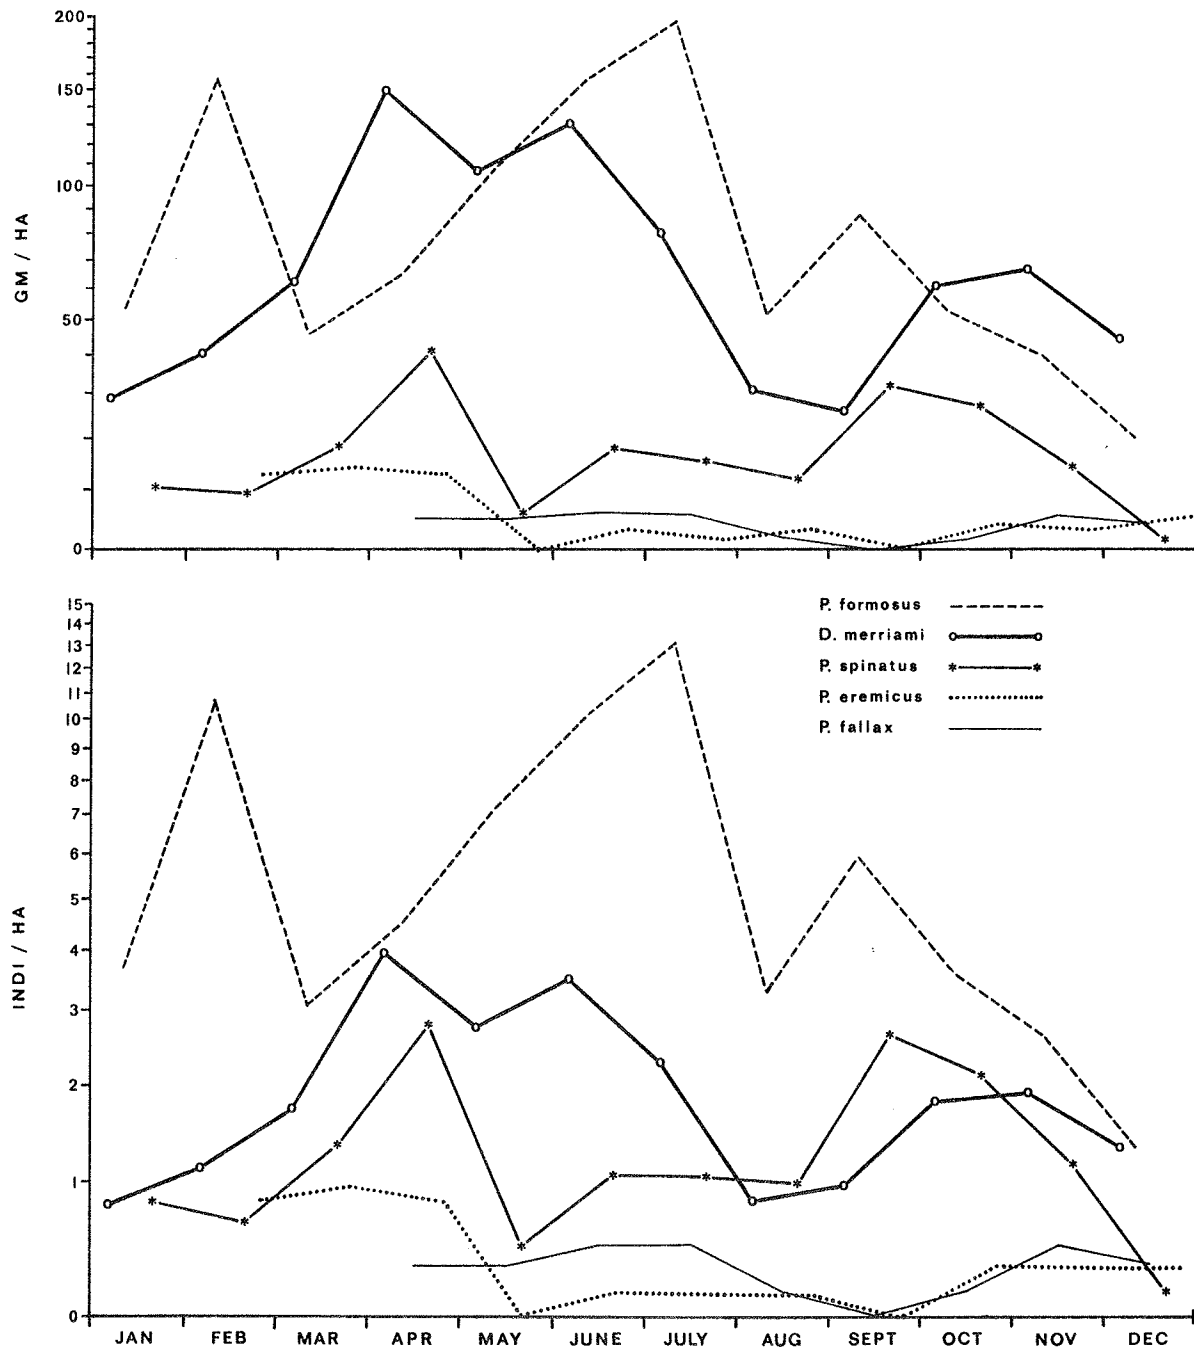 200
150
100
50
0
GM / HA
15
14
13
12
11
10
9
8
7
6
5
4
3
2
1
0
INDI / HA
P. formosus
D. merriami
P. spinatus
P. eremicus
P. fallax
JAN FEB MAR APR MAY JUNE JULY AUG SEPT OCT NOV DEC